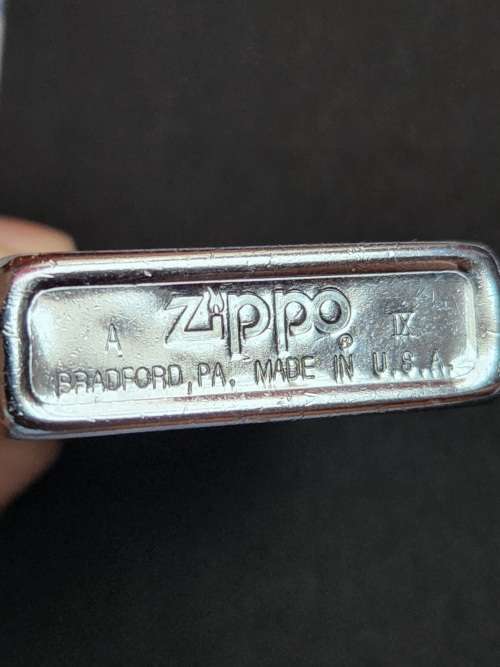 A Zippo ® IX
BRADFORD, PA. MADE IN U.S.A.